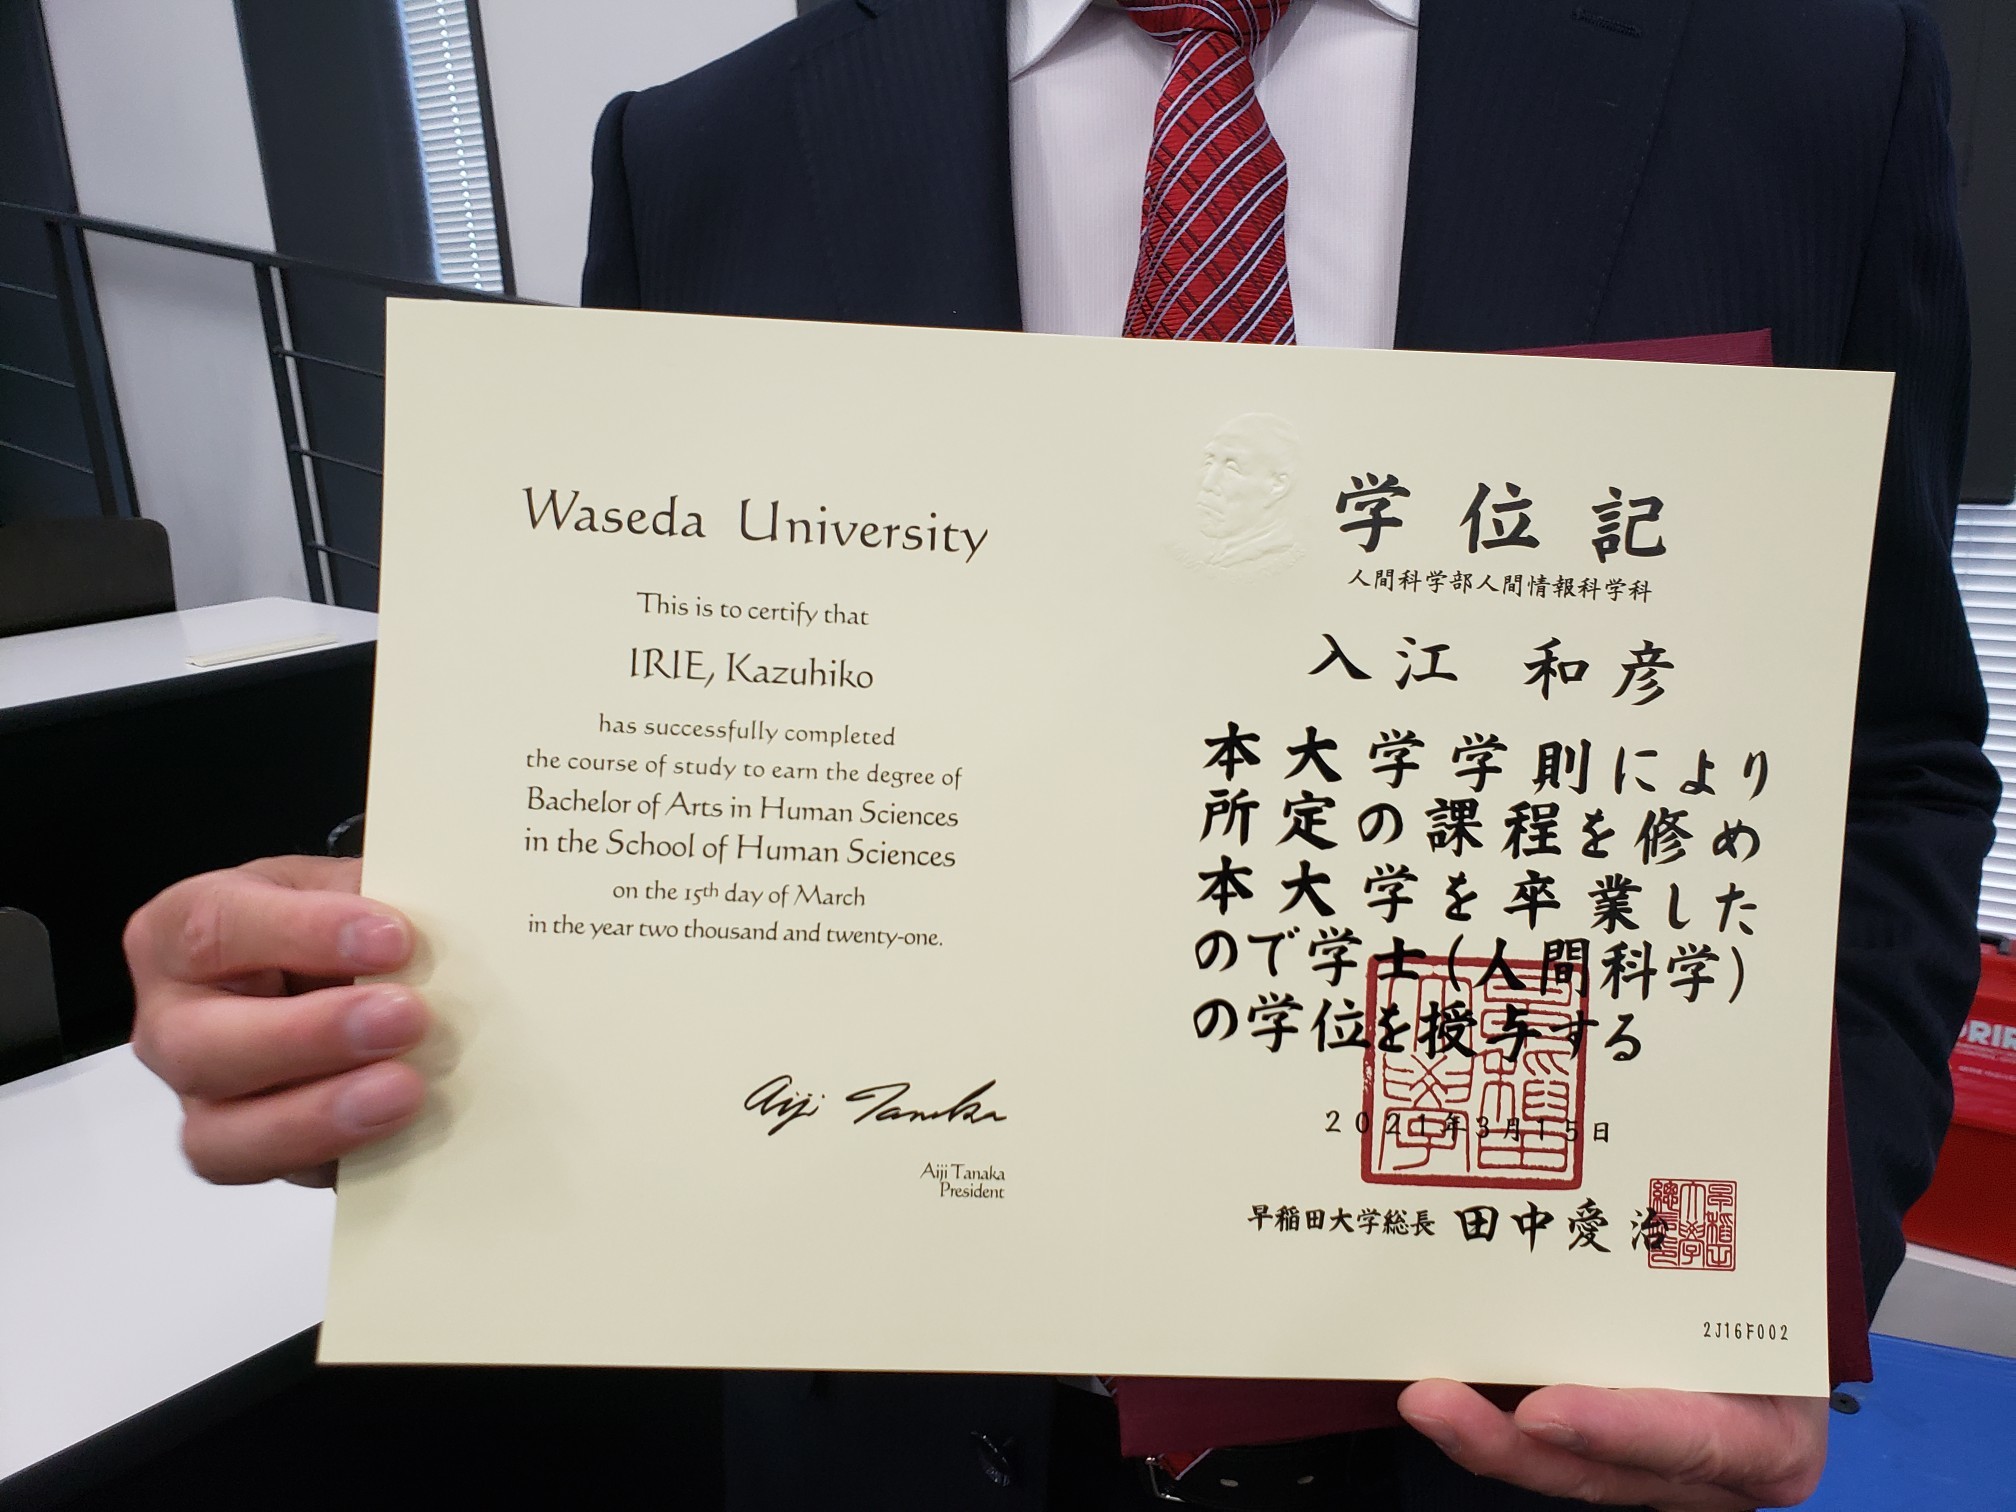 Waseda University
This is to certify that
IRIE, Kazuhiko
has successfully completed
the course of study to earn the degree of
Bachelor of Arts in Human Sciences
in the School of Human Sciences
on the 15th day of March
in the year two thousand and twenty-one.
Aiji Tanaka
Aiji Tanaka
President
学位記
人間科学部人間情報科学科
入江 和彦
本大学学則により
所定の課程を修め
本大学を卒業した
ので学士(人間科学)
の学位を授与する
2021年3月15日
早稲田大学総長 田中愛治
2J16F002